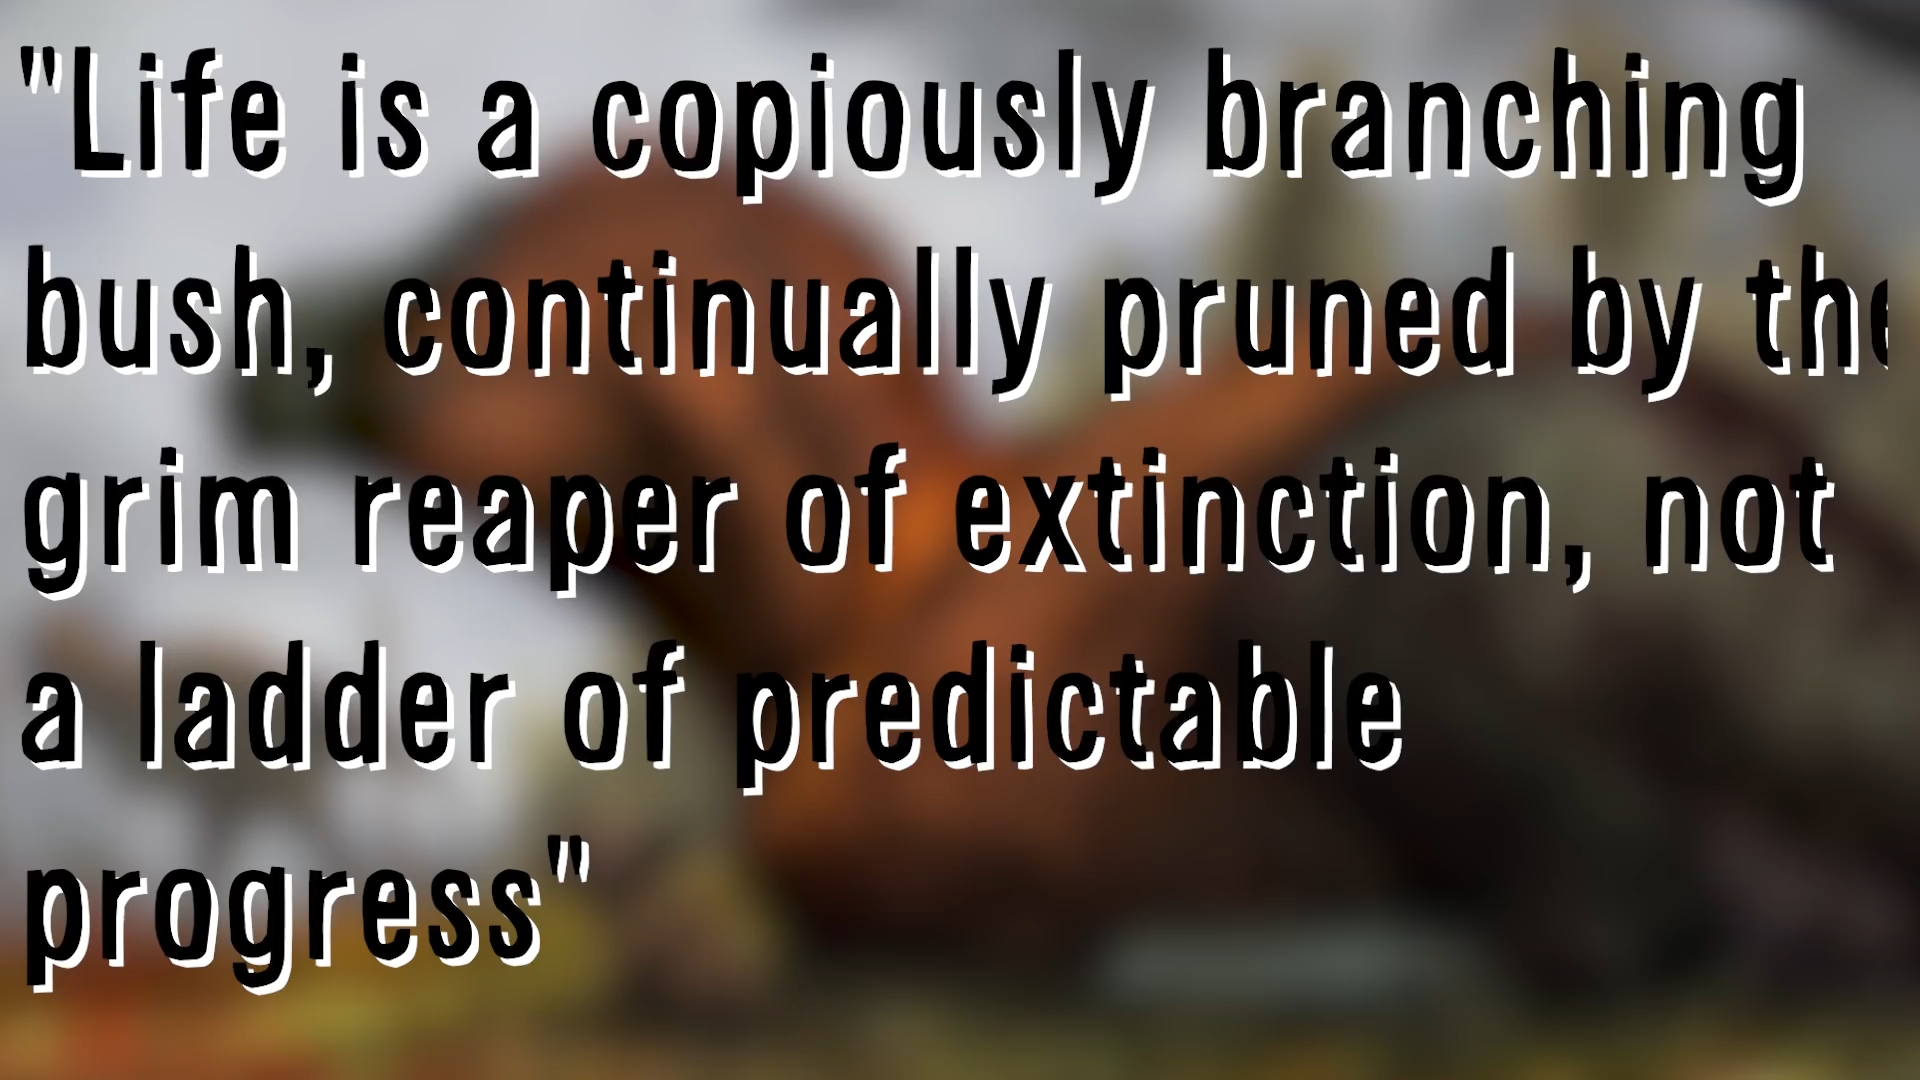 "Life is a copiously branching
bush, continually pruned by the
grim reaper of extinction, not
a ladder of predictable
progress"